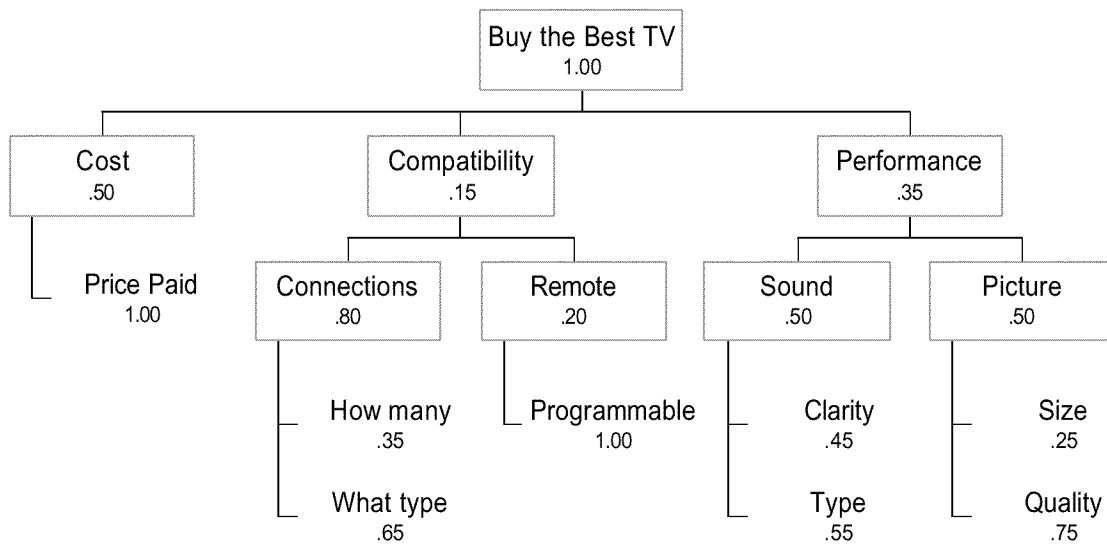 Buy the Best TV
1.00
Cost
.50
Compatibility
.15
Performance
.35
Price Paid
1.00
Connections
.80
Remote
.20
Sound
.50
Picture
.50
How many
.35
Programmable
1.00
Clarity
.45
Size
.25
What type
.65
Type
.55
Quality
.75